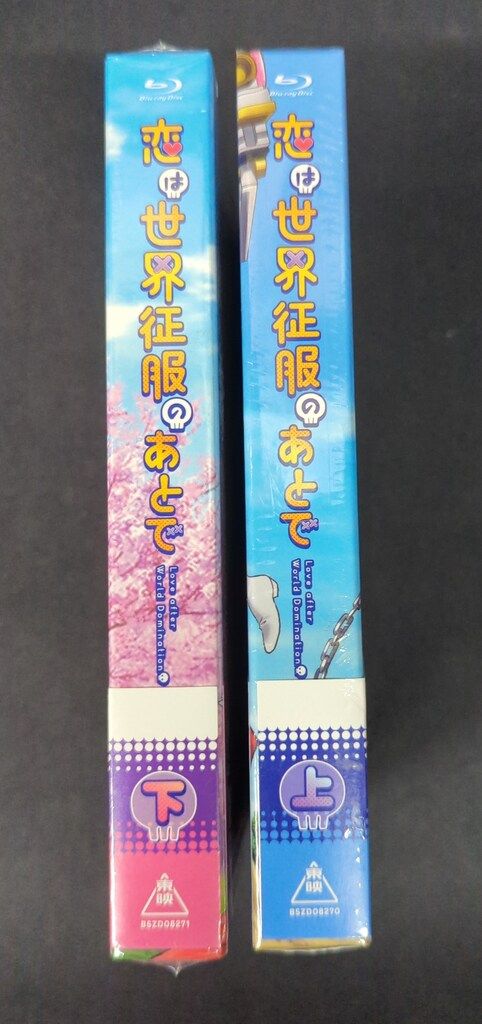 Blu-ray Disc
恋は世界征服のあとで
Love after
World Domination
下
東映
BSZD08271
Blu-ray Disc
恋は世界征服のあとで
Love after
World Domination
上
東映
BSZD08270